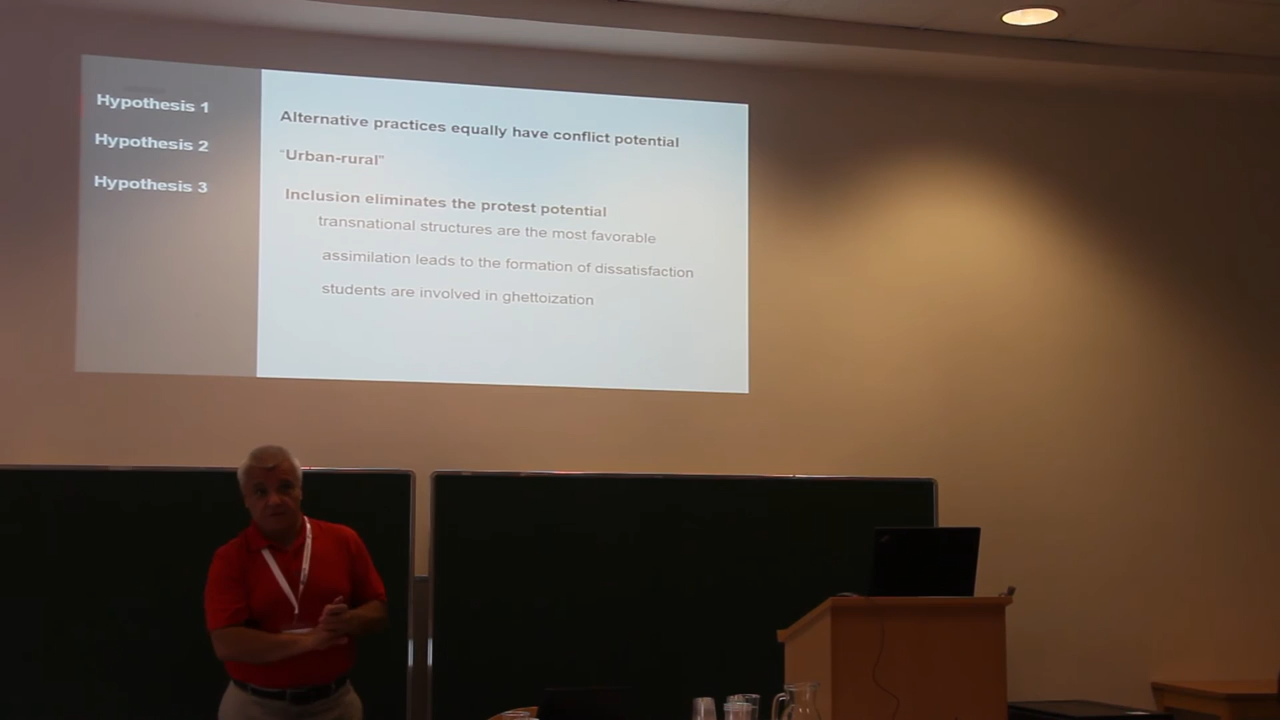 Hypothesis 1
Hypothesis 2
Hypothesis 3
Alternative practices equally have conflict potential
"Urban-rural"
Inclusion eliminates the protest potential
transnational structures are the most favorable
assimilation leads to the formation of dissatisfaction
students are involved in ghettoization